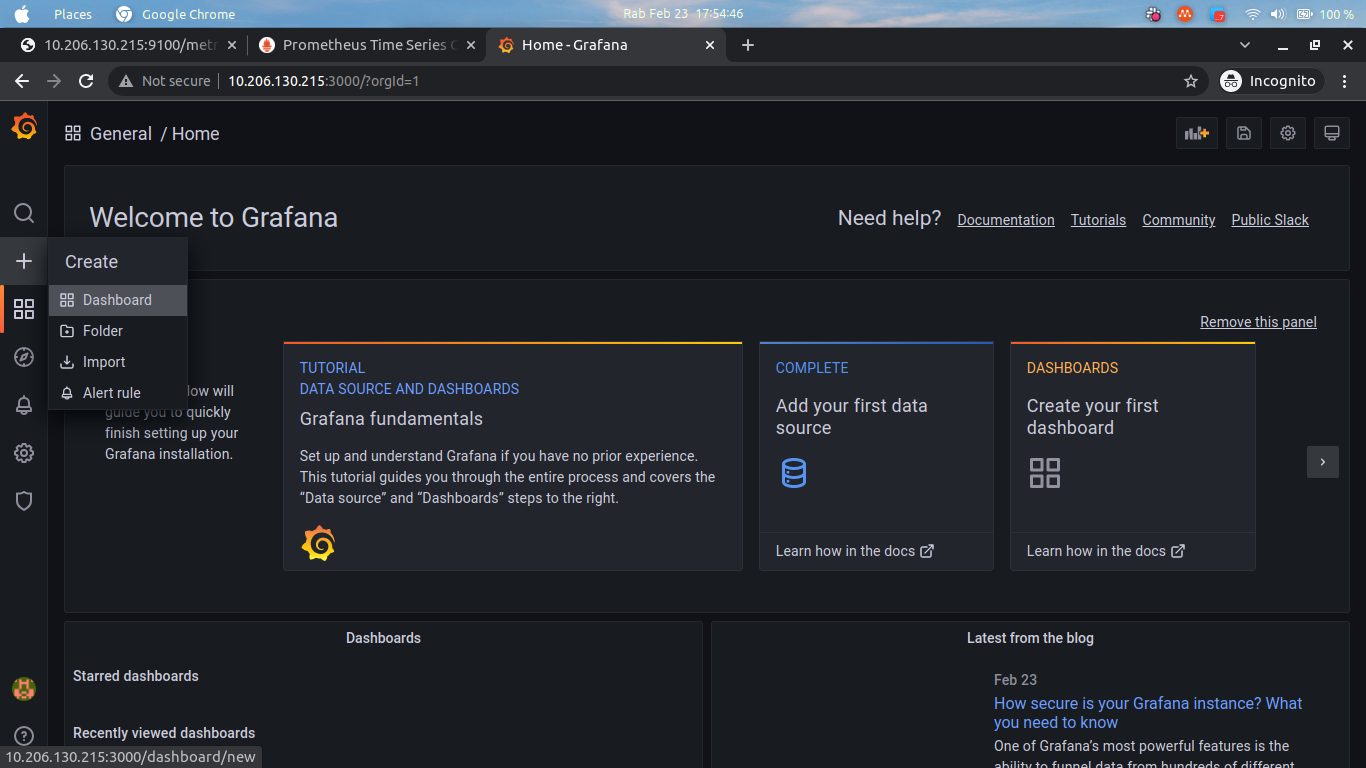 Places Google Chrome Rab Feb 23 17:54:46 100 %
10.206.130.215:9100/metr Prometheus Time Series Home - Grafana
Not secure 10.206.130.215:3000/?orgId=1 Incognito
General / Home
Welcome to Grafana
Need help? Documentation Tutorials Community Public Slack
Create
Dashboard
Folder
Import
Alert rule
Remove this panel
will
guide you to quickly
finish setting up your
Grafana installation.
TUTORIAL
DATA SOURCE AND DASHBOARDS
Grafana fundamentals
Set up and understand Grafana if you have no prior experience.
This tutorial guides you through the entire process and covers the
“Data source” and “Dashboards” steps to the right.
COMPLETE
Add your first data
source
Learn how in the docs
DASHBOARDS
Create your first
dashboard
Learn how in the docs
Dashboards
Starred dashboards
Recently viewed dashboards
Latest from the blog
Feb 23
How secure is your Grafana instance? What
you need to know
One of Grafana's most powerful features is the
ability to funnel data from hundreds of different
10.206.130.215:3000/dashboard/new